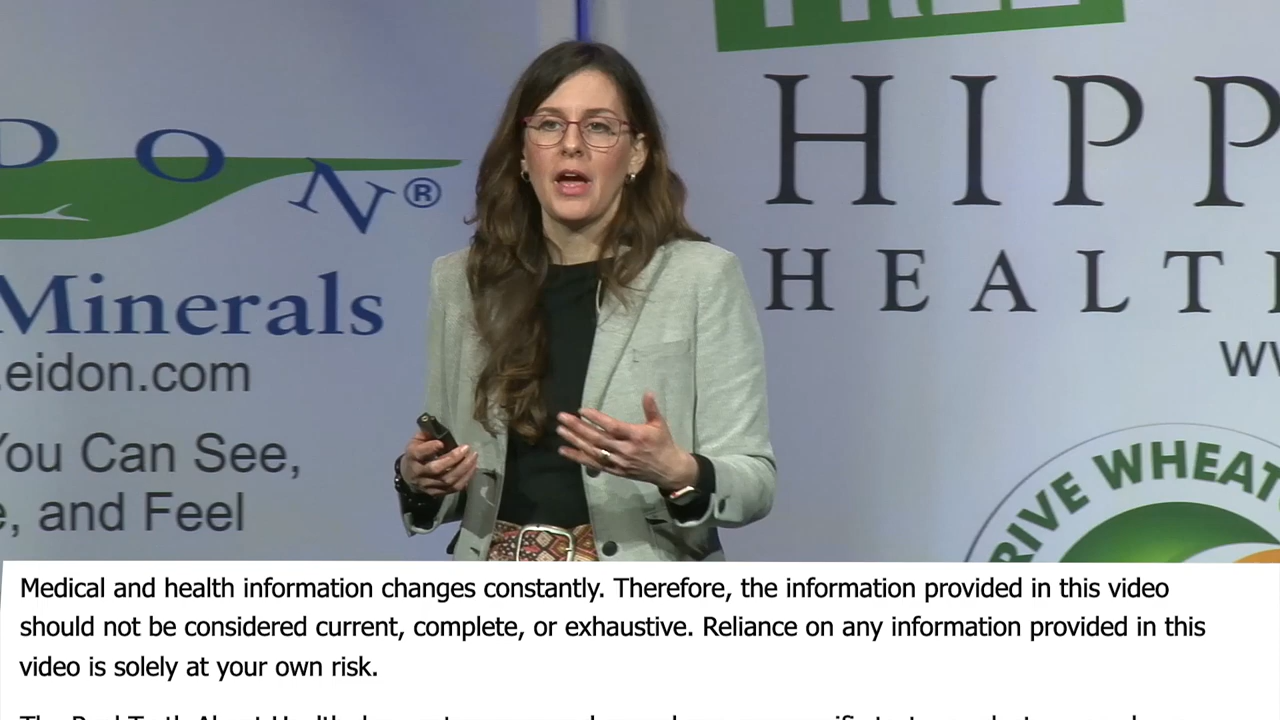 FREE
DON®
Minerals
.eidon.com
You Can See,
, and Feel
HIPP
HEALT
RIVE WHEAT
Medical and health information changes constantly. Therefore, the information provided in this video
should not be considered current, complete, or exhaustive. Reliance on any information provided in this
video is solely at your own risk.